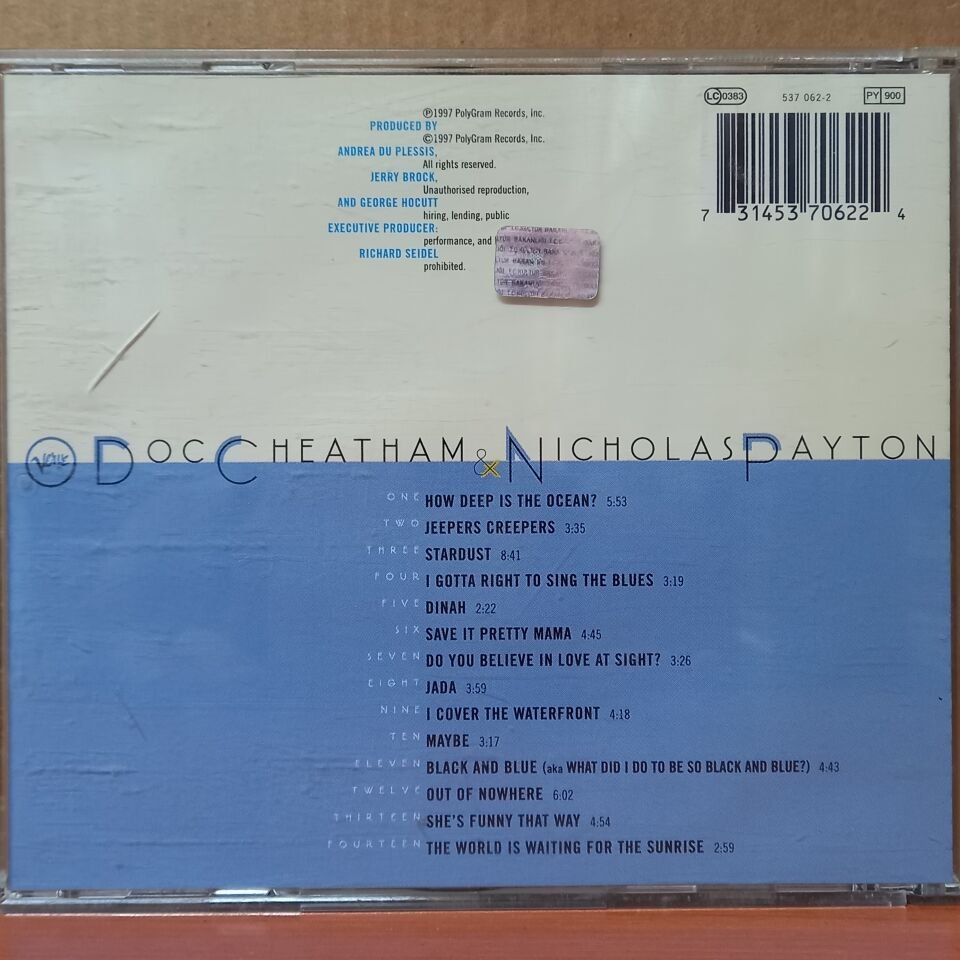 LC 0383
537 062-2
PY 900
7 31453 70622 4
℗1997 PolyGram Records, Inc.
©1997 PolyGram Records, Inc.
All rights reserved.
Unauthorised reproduction,
hiring, lending, public
performance, and
prohibited.
PRODUCED BY
ANDREA DU PLESSIS,
JERRY BROCK,
AND GEORGE HOCUTT
EXECUTIVE PRODUCER:
RICHARD SEIDEL
Verve
DOC CHEATHAM & NICHOLAS PAYTON
ONE HOW DEEP IS THE OCEAN? 5:53
TWO JEEPERS CREEPERS 3:35
THREE STARDUST 8:41
FOUR I GOTTA RIGHT TO SING THE BLUES 3:19
FIVE DINAH 2:22
SIX SAVE IT PRETTY MAMA 4:45
SEVEN DO YOU BELIEVE IN LOVE AT SIGHT? 3:26
EIGHT JADA 3:59
NINE I COVER THE WATERFRONT 4:18
TEN MAYBE 3:17
ELEVEN BLACK AND BLUE (aka WHAT DID I DO TO BE SO BLACK AND BLUE?) 4:43
TWELVE OUT OF NOWHERE 6:02
THIRTEEN SHE'S FUNNY THAT WAY 4:54
FOURTEEN THE WORLD IS WAITING FOR THE SUNRISE 2:59